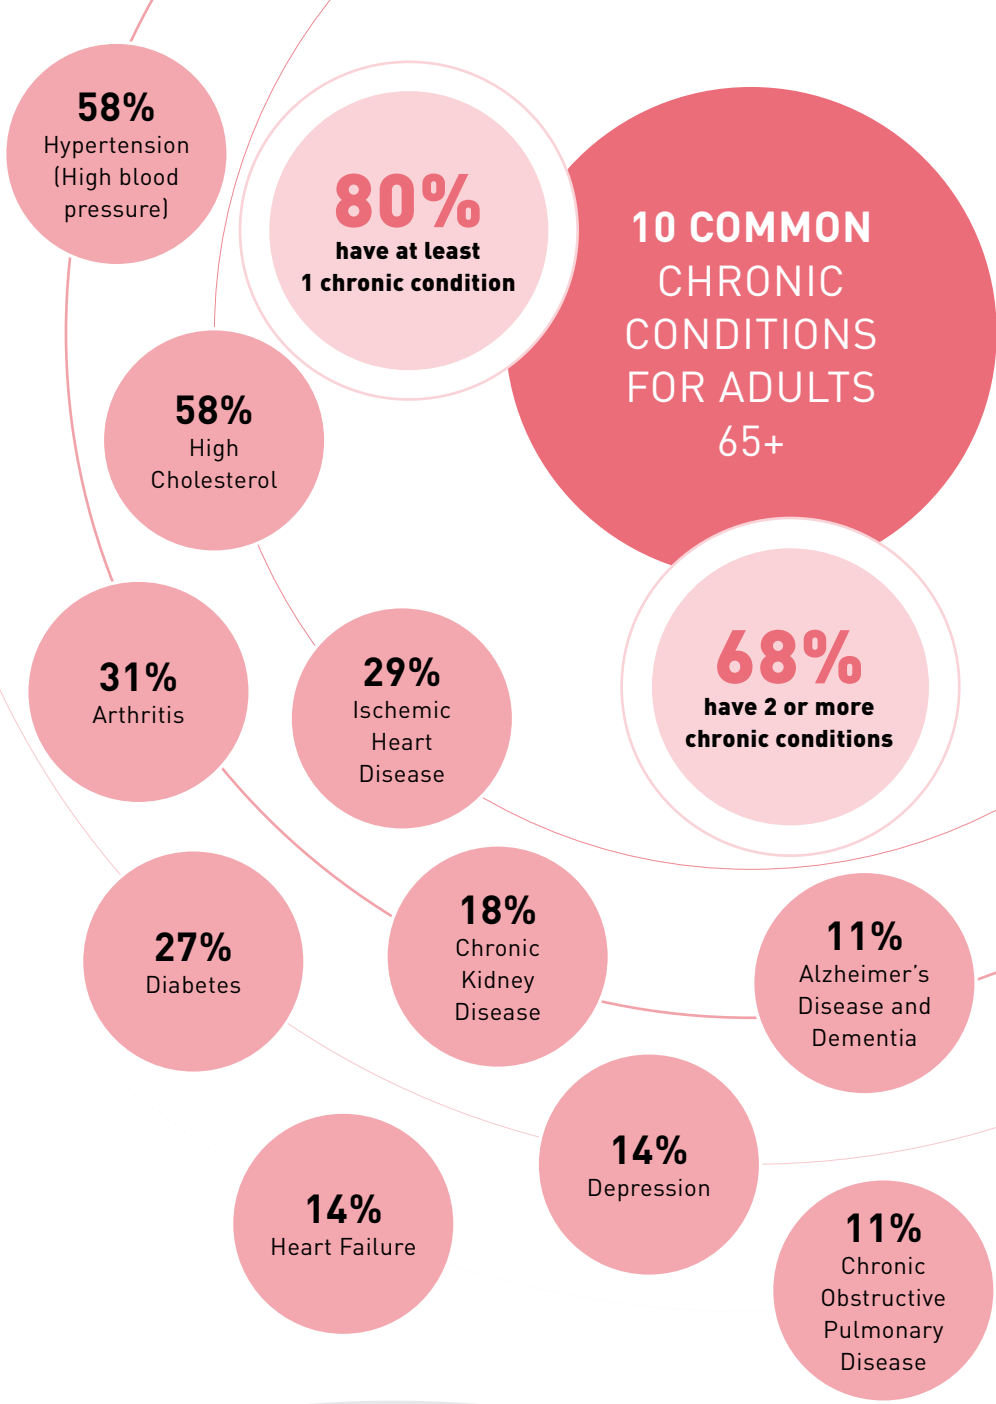 58%
Hypertension
(High blood
pressure)
80%
have at least
1 chronic condition
10 COMMON
CHRONIC
CONDITIONS
FOR ADULTS
65+
58%
High
Cholesterol
31%
Arthritis
29%
Ischemic
Heart
Disease
68%
have 2 or more
chronic conditions
27%
Diabetes
18%
Chronic
Kidney
Disease
11%
Alzheimer’s
Disease and
Dementia
14%
Heart Failure
14%
Depression
11%
Chronic
Obstructive
Pulmonary
Disease